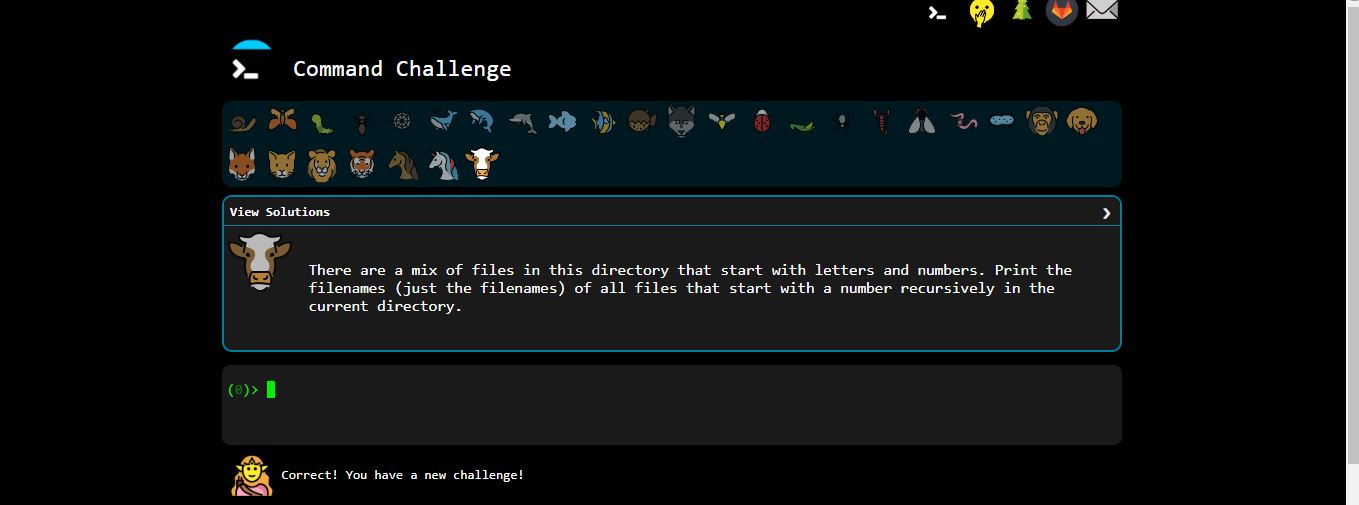 Command Challenge
View Solutions
There are a mix of files in this directory that start with letters and numbers. Print the
filenames (just the filenames) of all files that start with a number recursively in the
current directory.
(0)>
Correct! You have a new challenge!